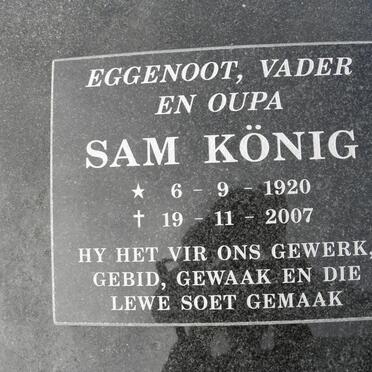 EGGENOOT, VADER
EN OUPA
SAM KÖNIG
★ 6 - 9 - 1920
† 19 - 11 - 2007
HY HET VIR ONS GEWERK,
GEBID, GEWAAK EN DIE
LEWE SOET GEMAAK